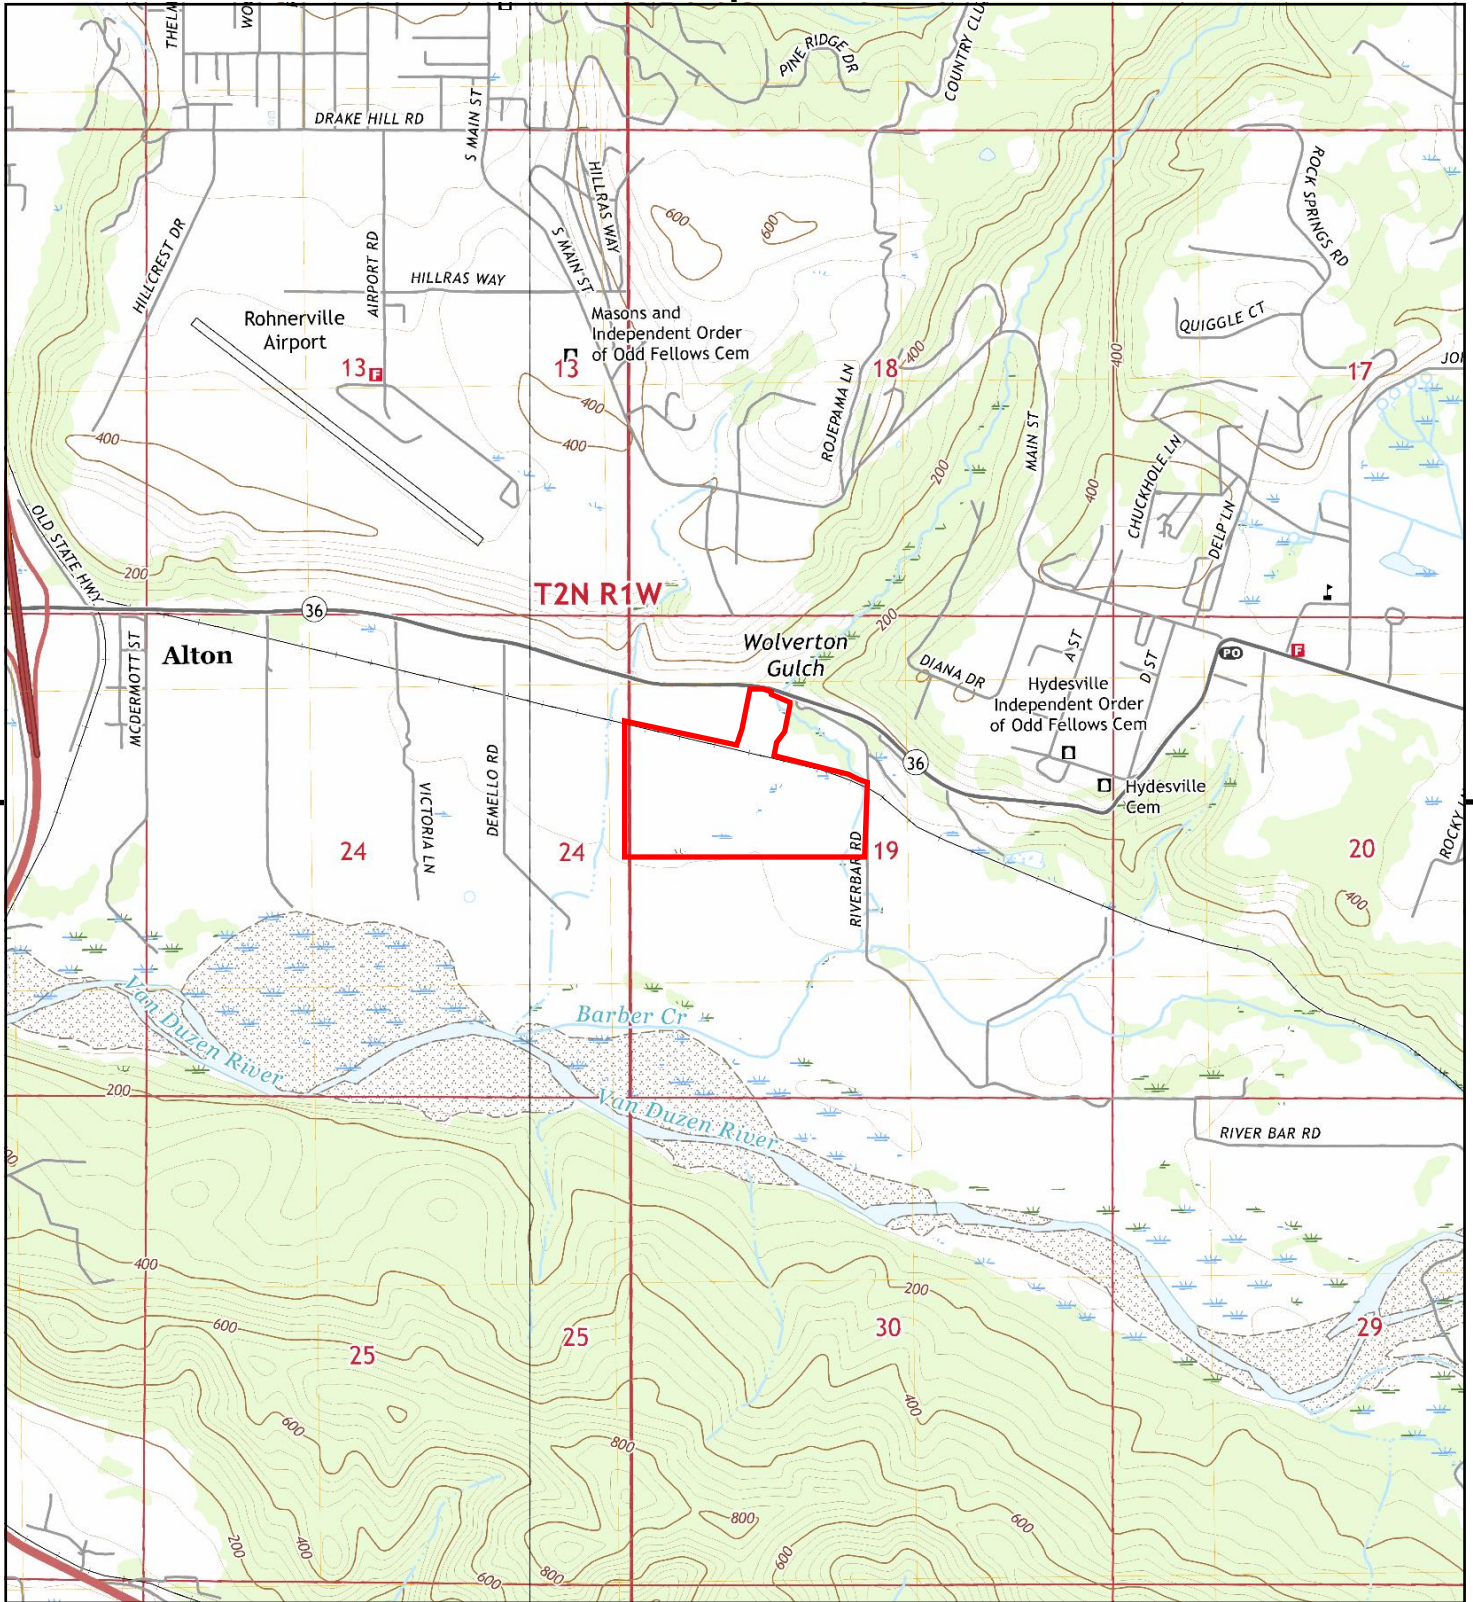 THELM
WO
PINE RIDGE DR
COUNTRY CLU
DRAKE HILL RD
S MAIN ST
HILLRAS WAY
ROCK SPRINGS RD
HILLCREST DR
AIRPORT RD
S MAIN ST
600
600
HILLRAS WAY
Rohnerville
Airport
Masons and
Independent Order
of Odd Fellows Cem
QUIGGLE CT
13
F
13
18
400
400
17
JO
ROJEPAMA LN
400
400
400
MAIN ST
200
400
CHUCKHOLE LN
DELP LN
OLD STATE HWY
200
T2N R1W
36
200
Wolverton
Gulch
A ST
D ST
PO
F
MCDERMOTT ST
Alton
DIANA DR
Hydesville
Independent Order
of Odd Fellows Cem
36
Hydesville
Cem
VICTORIA LN
DEMELLO RD
RIVERBAR RD
24
24
19
20
ROCKY
400
Van Duzen River
Barber Cr
200
Van Duzen River
RIVER BAR RD
00
400
200
600
25
25
30
29
400
600
800
800
600
200
400
600
800
600